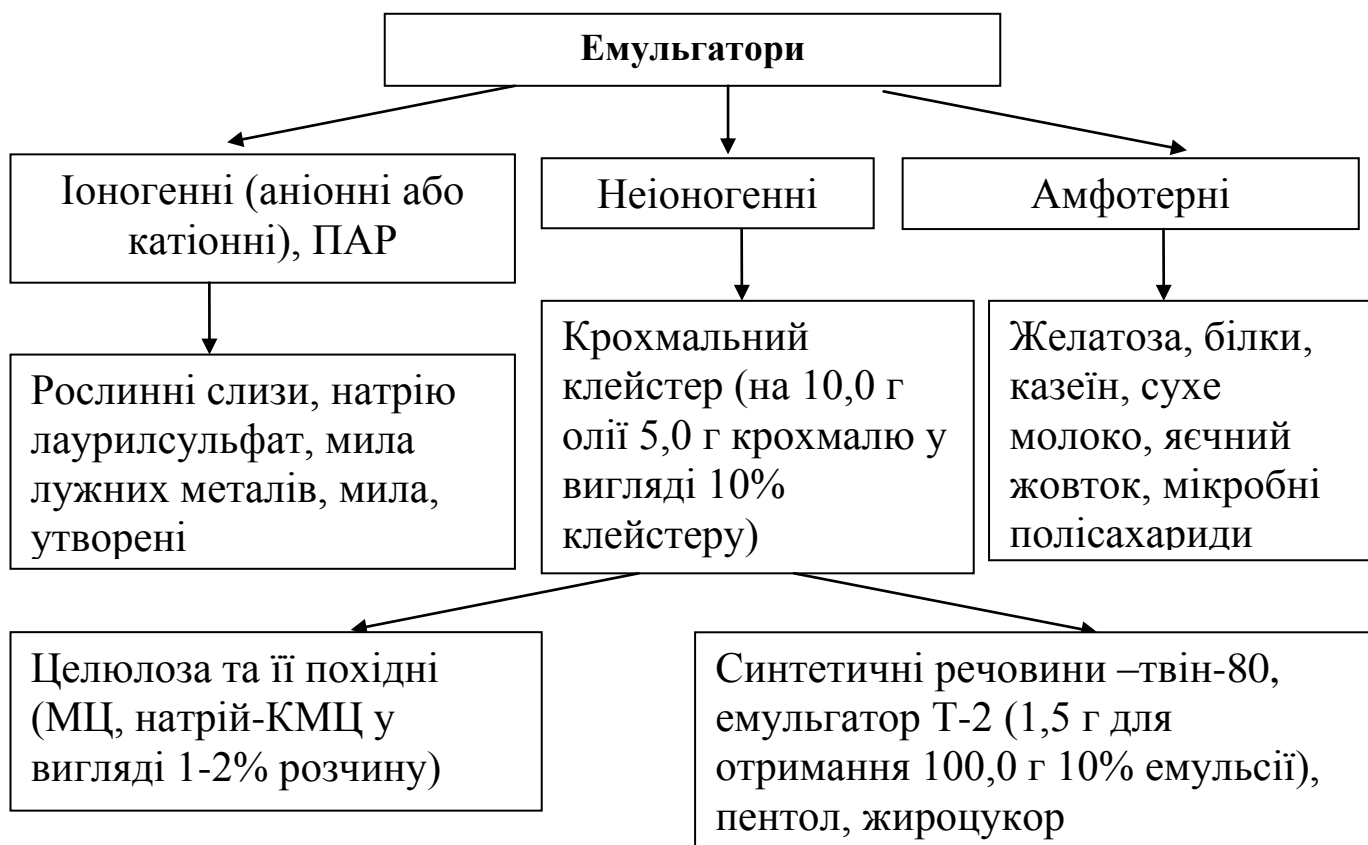 Емульгатори
Іоногенні (аніонні або
катіонні), ПАР
Неіоногенні
Амфотерні
Рослинні слизи, натрію
лаурилсульфат, мила
лужних металів, мила,
утворені
Крохмальний
клейстер (на 10,0 г
олії 5,0 г крохмалю у
вигляді 10%
клейстеру)
Желатоза, білки,
казеїн, сухе
молоко, яєчний
жовток, мікробні
полісахариди
Целюлоза та її похідні
(МЦ, натрій-КМЦ у
вигляді 1-2% розчину)
Синтетичні речовини –твін-80,
емульгатор Т-2 (1,5 г для
отримання 100,0 г 10% емульсії),
пентол, жироцукор